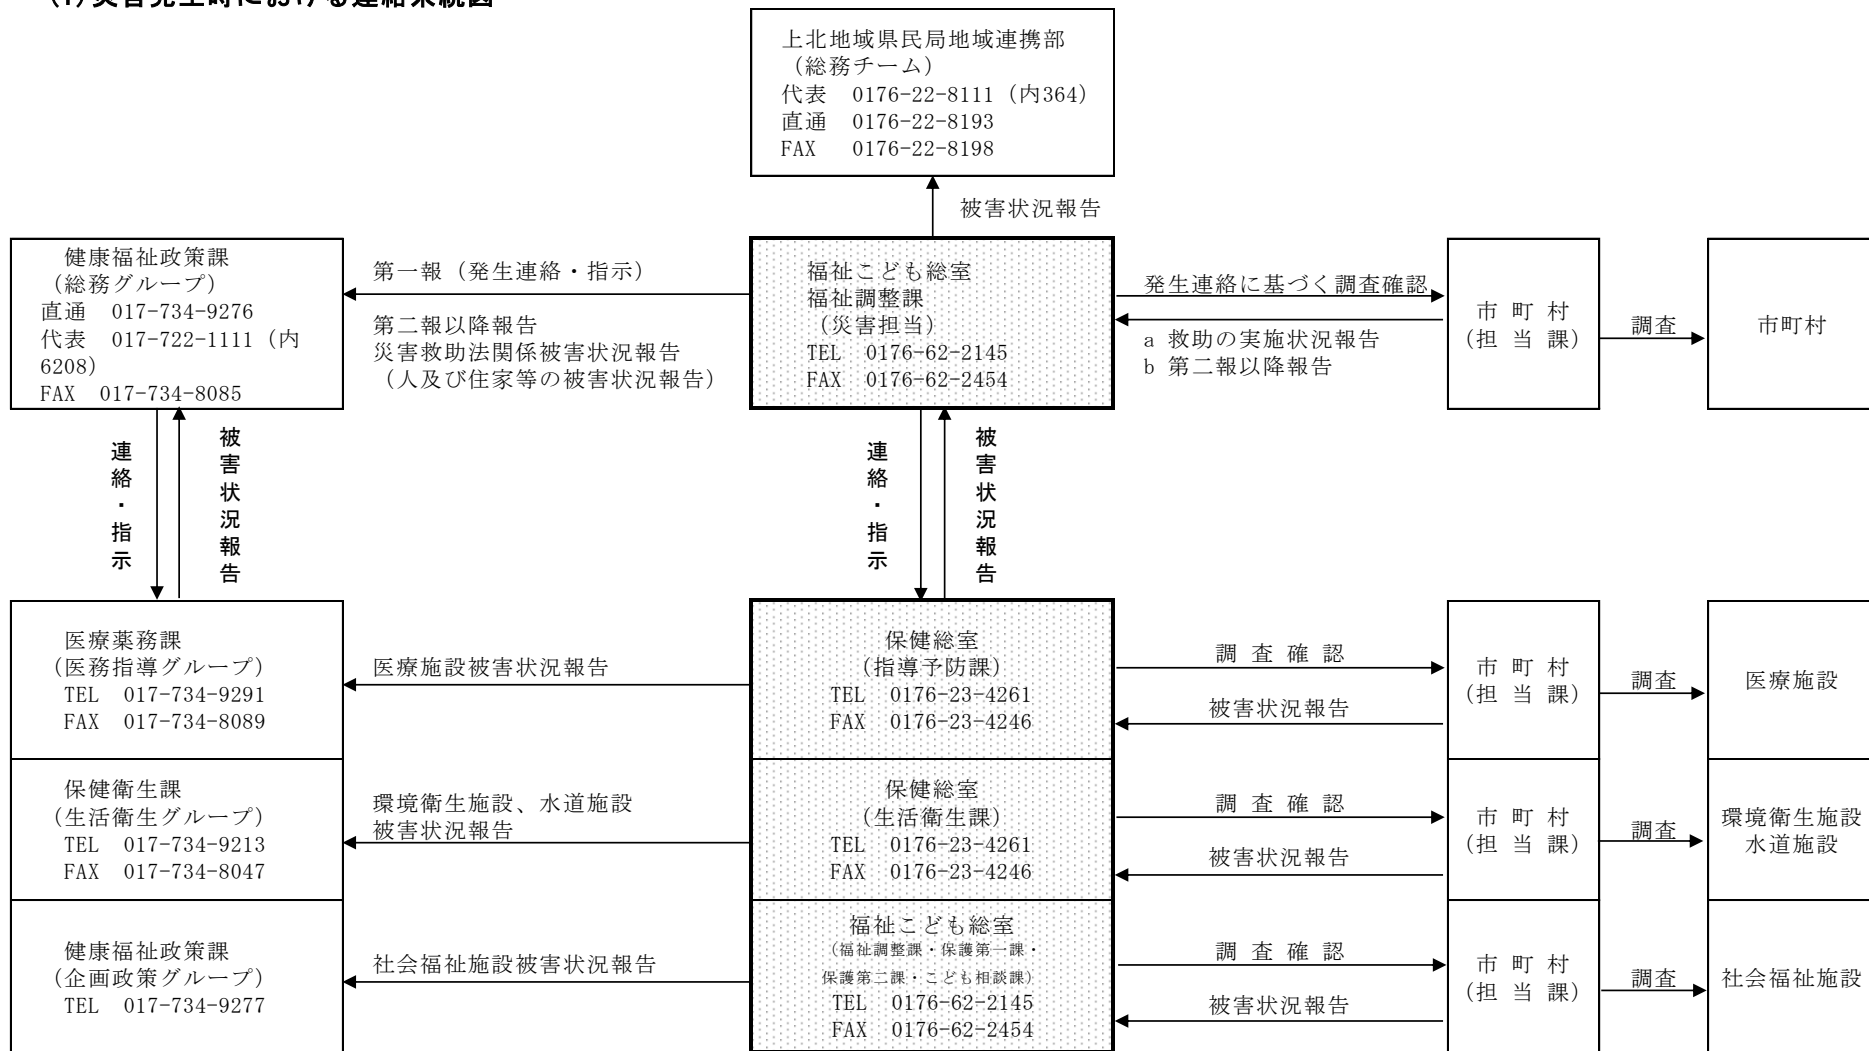 (1)災害発生時における連絡系統図
上北地域県民局地域連携部
（総務チーム）
代表　0176-22-8111（内364）
直通　0176-22-8193
FAX　0176-22-8198
被害状況報告
健康福祉政策課
（総務グループ）
直通　017-734-9276
代表　017-722-1111（内
6208）
FAX　017-734-8085
第一報（発生連絡・指示）
第二報以降報告
災害救助法関係被害状況報告
（人及び住家等の被害状況報告）
福祉こども総室
福祉調整課
（災害担当）
TEL　0176-62-2145
FAX　0176-62-2454
発生連絡に基づく調査確認
a 救助の実施状況報告
b 第二報以降報告
市 町 村
(担 当 課)
調査
市町村
連絡・指示
被害状況報告
連絡・指示
被害状況報告
医療薬務課
(医務指導グループ)
TEL　017-734-9291
FAX　017-734-8089
医療施設被害状況報告
保健総室
(指導予防課)
TEL　0176-23-4261
FAX　0176-23-4246
調 査 確 認
被害状況報告
市 町 村
(担 当 課)
調査
医療施設
保健衛生課
(生活衛生グループ)
TEL　017-734-9213
FAX　017-734-8047
環境衛生施設、水道施設
被害状況報告
保健総室
(生活衛生課)
TEL　0176-23-4261
FAX　0176-23-4246
調 査 確 認
被害状況報告
市 町 村
(担 当 課)
調査
環境衛生施設
水道施設
健康福祉政策課
(企画政策グループ)
TEL　017-734-9277
社会福祉施設被害状況報告
福祉こども総室
(福祉調整課・保護第一課・
保護第二課・こども相談課)
TEL　0176-62-2145
FAX　0176-62-2454
調 査 確 認
被害状況報告
市 町 村
(担 当 課)
調査
社会福祉施設